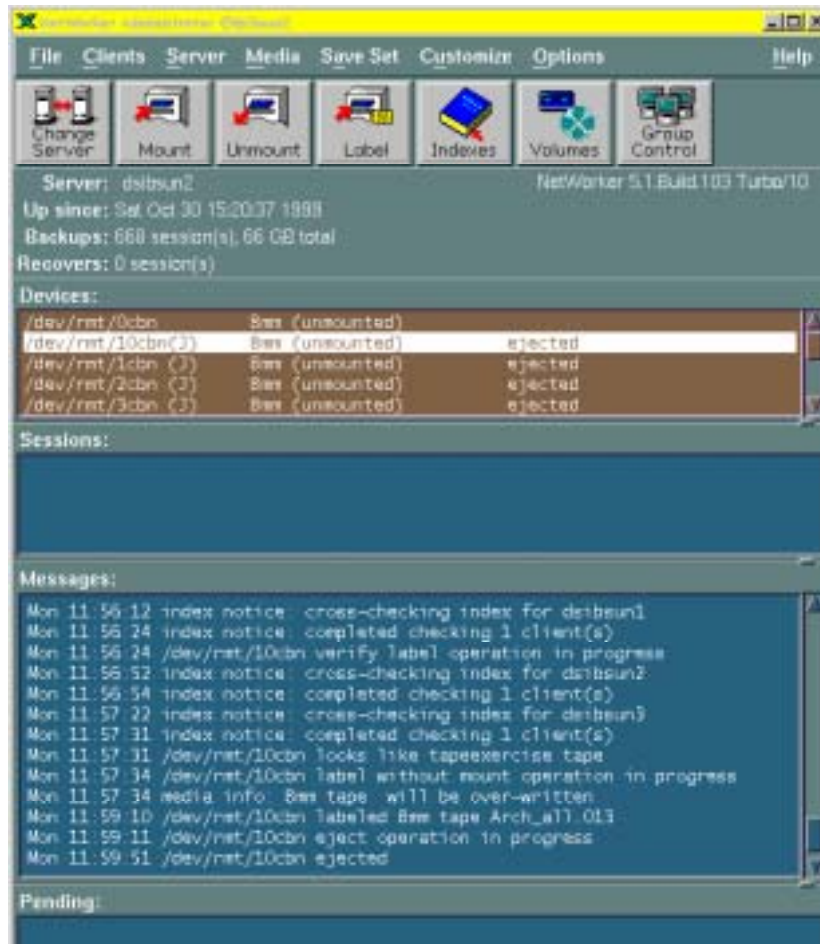 NetWorker Administrator
File Clients Server Media Save Set Customize Options Help
Change Server Mount Unmount Label Indexes Volumes Group Control
Server: dsibsun2 NetWorker 5.1.Build.103 Turbo/10
Up since: Sat Oct 30 15:20:37 1999
Backups: 668 session(s), 66 GB total
Recovers: 0 session(s)
Devices:
/dev/rmt/0cbn 8mm (unmounted)
/dev/rmt/10cbn(J) 8mm (unmounted) ejected
/dev/rmt/1cbn (J) 8mm (unmounted) ejected
/dev/rmt/2cbn (J) 8mm (unmounted) ejected
/dev/rmt/3cbn (J) 8mm (unmounted) ejected
Sessions:
Messages:
Mon 11:56:12 index notice: cross-checking index for dsibsun1
Mon 11:56:24 index notice: completed checking 1 client(s)
Mon 11:56:24 /dev/rmt/10cbn verify label operation in progress
Mon 11:56:52 index notice: cross-checking index for dsibsun2
Mon 11:56:54 index notice: completed checking 1 client(s)
Mon 11:57:22 index notice: cross-checking index for dsibsun3
Mon 11:57:31 index notice: completed checking 1 client(s)
Mon 11:57:31 /dev/rmt/10cbn looks like tapeexercise tape
Mon 11:57:34 /dev/rmt/10cbn label without mount operation in progress
Mon 11:57:34 media info: 8mm tape will be over-written
Mon 11:59:10 /dev/rmt/10cbn labeled 8mm tape Arch_all.013
Mon 11:59:11 /dev/rmt/10cbn eject operation in progress
Mon 11:59:51 /dev/rmt/10cbn ejected
Pending: